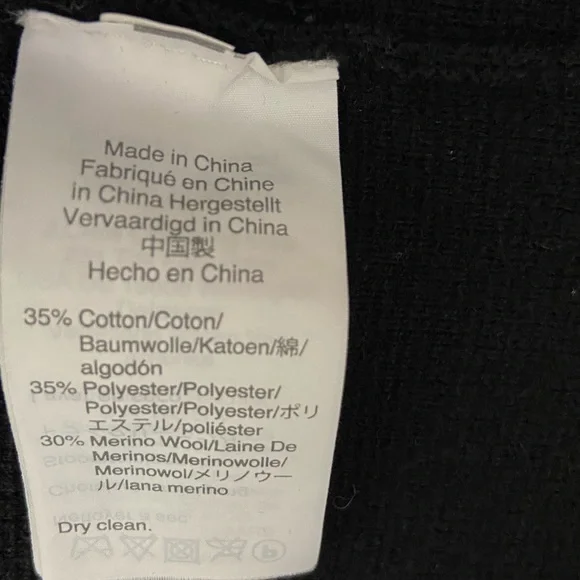 Made in China
Fabriqué en Chine
in China Hergestellt
Vervaardigd in China
中国製
Hecho en China
35% Cotton/Coton/
Baumwolle/Katoen/綿/
algodón
35% Polyester/Polyester/
Polyester/Polyester/ポリ
エステル/poliéster
30% Merino Wool/Laine De
Merinos/Merinowolle/
Merinowol/メリノウー
ル/lana merino
Dry clean.